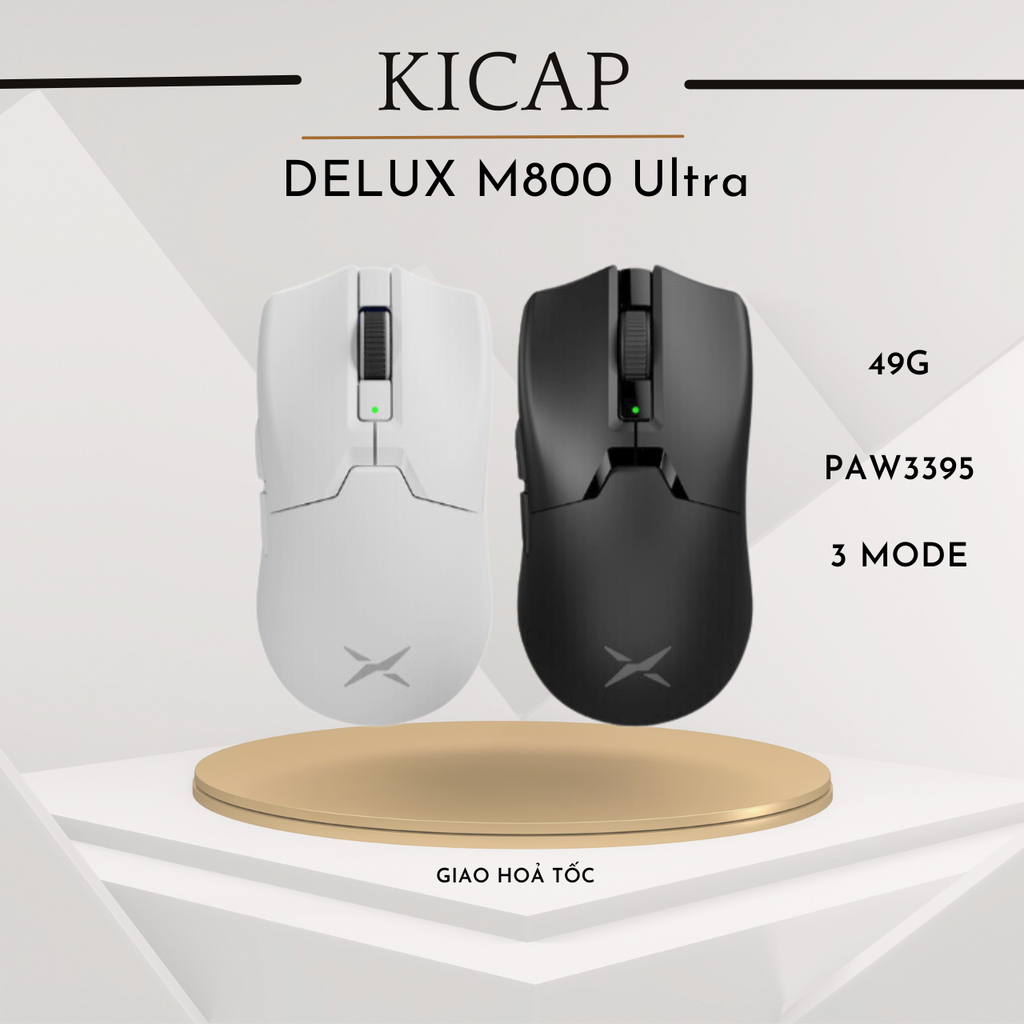 KICAP
DELUX M800 Ultra
49G
PAW3395
3 MODE
GIAO HOẢ TỐC